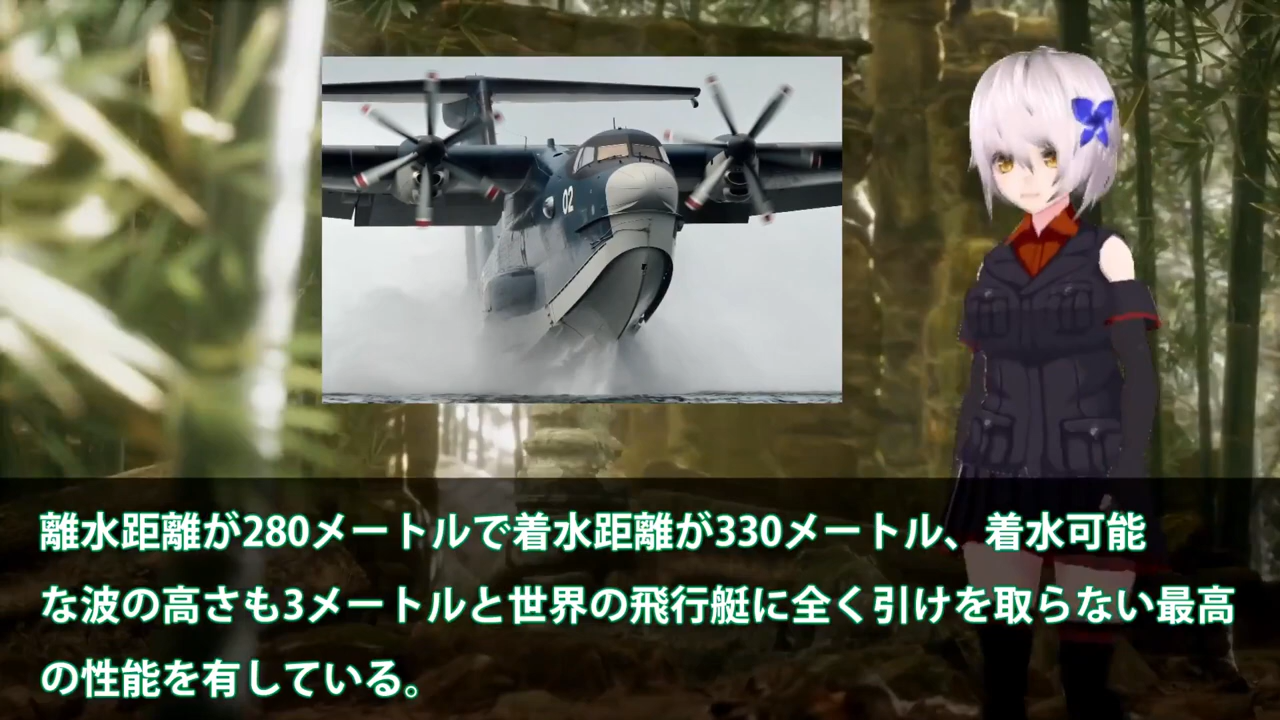 02
離水距離が280メートルで着水距離が330メートル、着水可能
な波の高さも3メートルと世界の飛行艇に全く引けを取らない最高
の性能を有している。